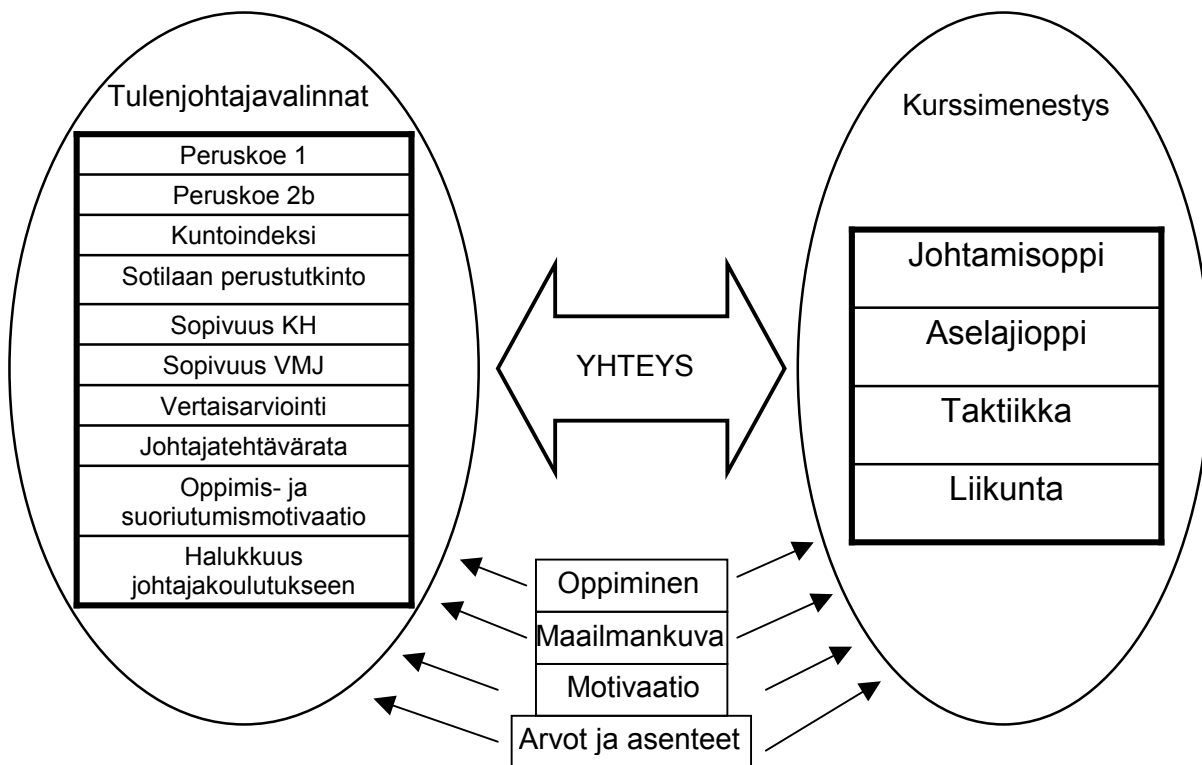 Tulenjohtajavalinnat
Peruskoe 1
Peruskoe 2b
Kuntoindeksi
Sotilaan perustutkinto
Sopivuus KH
Sopivuus VMJ
Vertaisarviointi
Johtajatehtävärata
Oppimis- ja
suoriutumismotivaatio
Halukkuus
johtajakoulutukseen
YHTEYS
Kurssimenestys
Johtamisoppi
Aselajioppi
Taktiikka
Liikunta
Oppiminen
Maailmankuva
Motivaatio
Arvot ja asenteet